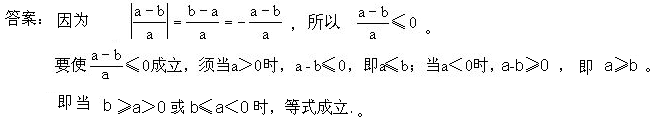 答案：因为 |a－b/a|=b－a/a=－a－b/a ，所以 a－b/a≤0 。
要使a－b/a≤0成立，须当a＞0时，a-b≤0，即a≤b；当a＜0时，a-b≥0 ，即 a≥b 。
即当 b≥a＞0 或 b≤a＜0 时，等式成立.。